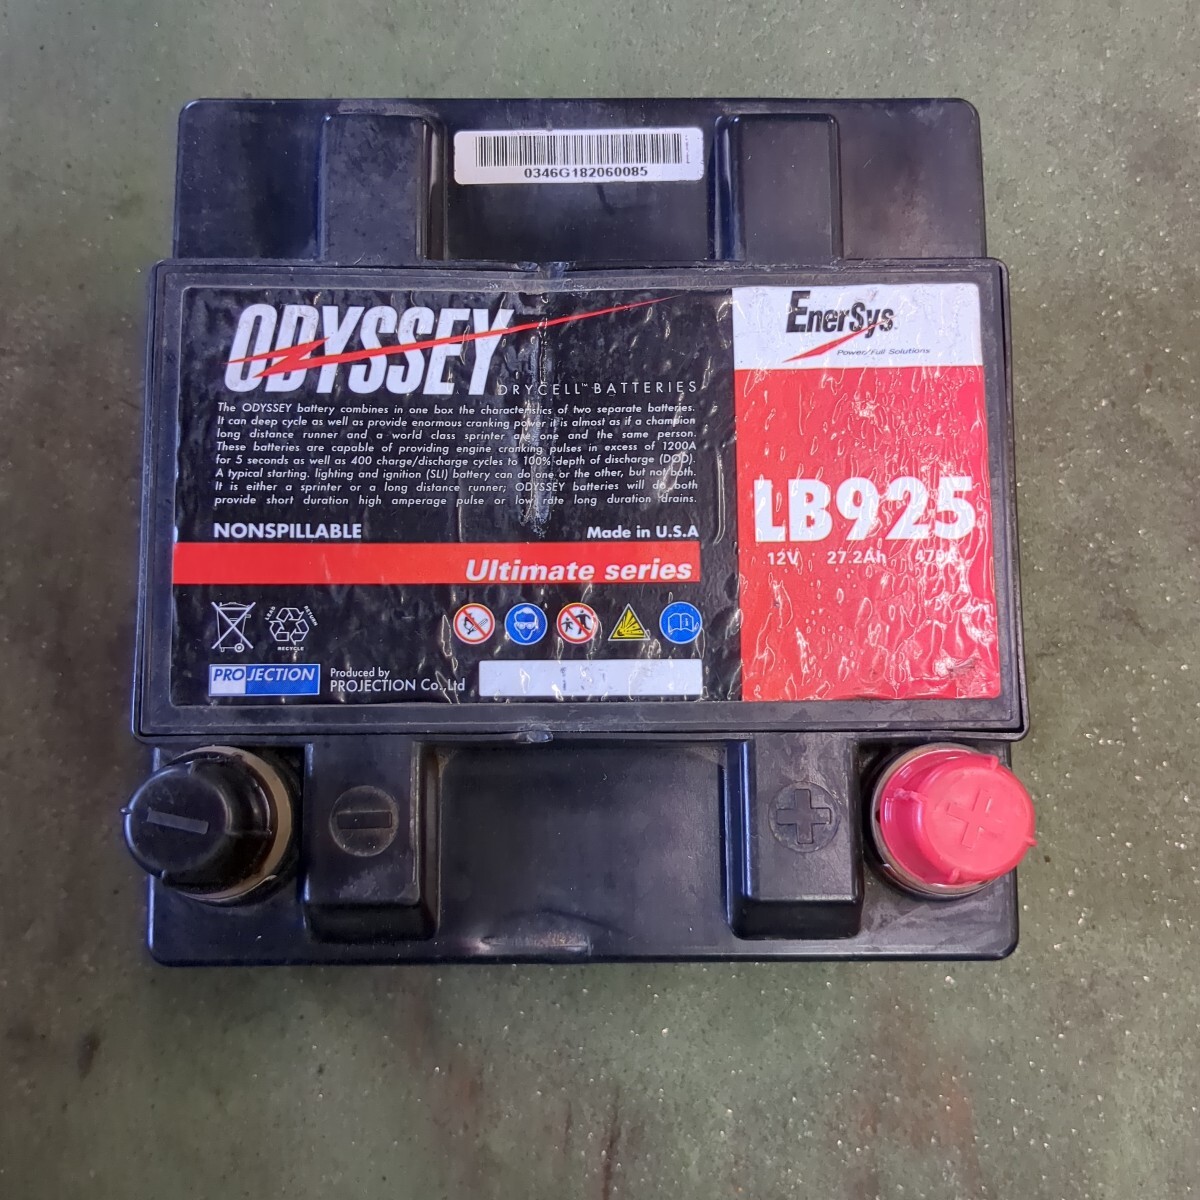 0346G182060085
ODYSSEY
DRYCELL™ BATTERIES
The ODYSSEY battery combines in one box the characteristics of two separate batteries.
It can deep cycle as well as provide enormous cranking power it is almost as if a champion
long distance runner and a world class sprinter are one and the same person.
These batteries are capable of providing engine cranking pulses in excess of 1200A
for 5 seconds as well as 400 charge/discharge cycles to 100% depth of discharge (DOD).
A typical starting, lighting and ignition (SLI) battery can do one or the other, but not both.
It is either a sprinter or a long distance runner; ODYSSEY batteries will do both
provide short duration high amperage pulse or low rate long duration drains.
NONSPILLABLE
Made in U.S.A
Ultimate series
LEAD
RETURN
RECYCLE
PROJECTION
Produced by
PROJECTION Co.,Ltd
EnerSys
Power/Full Solutions
LB925
12V 27.2Ah